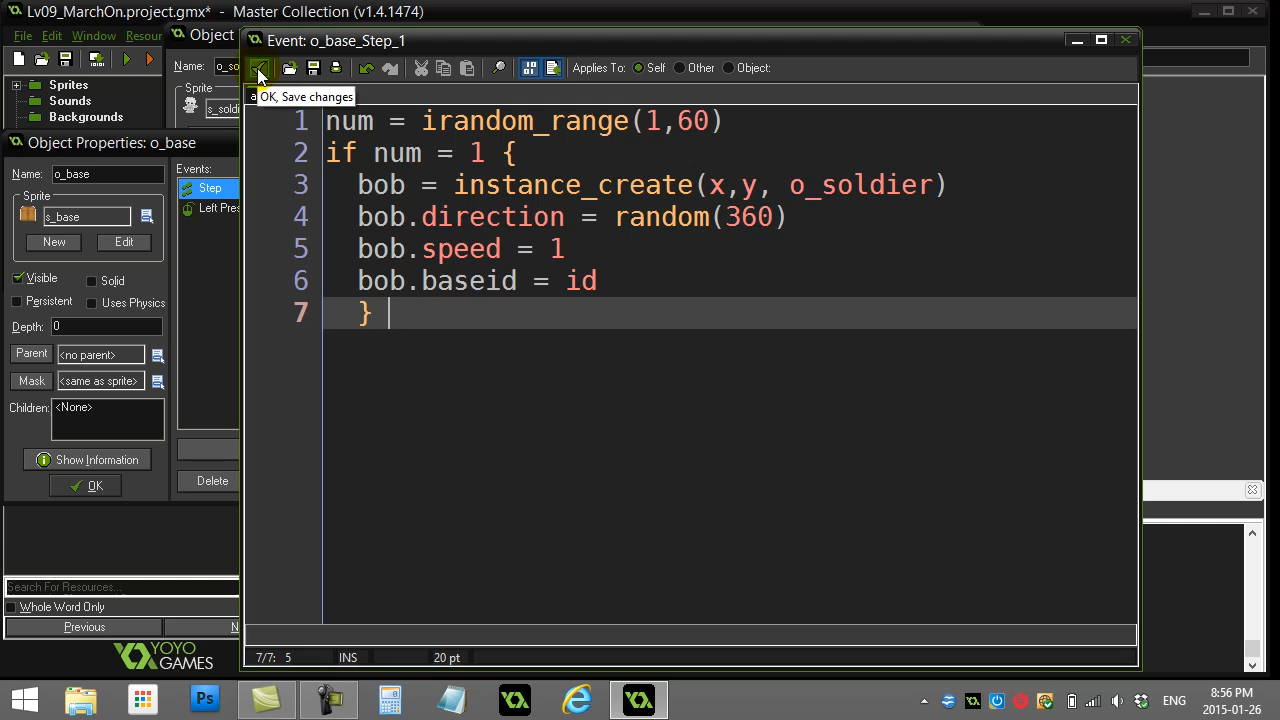 Lv09_MarchOn.project.gmx* - Master Collection (v1.4.1474)
File Edit Window Resour
Object
Name:
Sprite
Sprites
Sounds
Backgrounds
Event: o_base_Step_1
Applies To: Self Other Object:
OK, Save changes
1 num = irandom_range(1,60)
2 if num = 1 {
3 bob = instance_create(x,y, o_soldier)
4 bob.direction = random(360)
5 bob.speed = 1
6 bob.baseid = id
7 }
7/7: 5 INS 20 pt
Object Properties: o_base
Name: o_base
Sprite
s_base
New Edit
Visible Solid
Persistent Uses Physics
Depth: 0
Parent <no parent>
Mask <same as sprite>
Children: <None>
Show Information
OK
Events:
Step
Left Pres
Delete
Search For Resources...
Whole Word Only
Previous
YOYO
GAMES
Ps
ENG
8:56 PM
2015-01-26